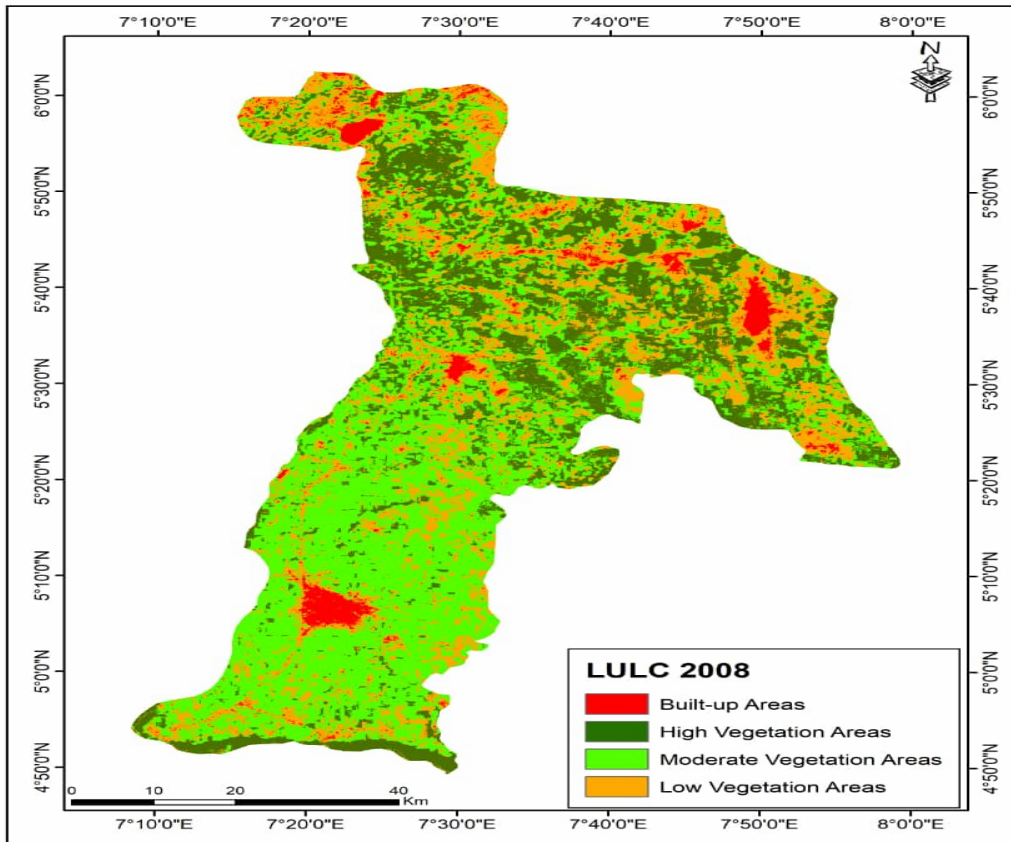 7°10'0"E 7°20'0"E 7°30'0"E 7°40'0"E 7°50'0"E 8°0'0"E
N
6°0'0"N 6°0'0"N
5°50'0"N 5°50'0"N
5°40'0"N 5°40'0"N
5°30'0"N 5°30'0"N
5°20'0"N 5°20'0"N
5°10'0"N 5°10'0"N
5°0'0"N 5°0'0"N
4°50'0"N 4°50'0"N
LULC 2008
Built-up Areas
High Vegetation Areas
Moderate Vegetation Areas
Low Vegetation Areas
0 10 20 40
Km
7°10'0"E 7°20'0"E 7°30'0"E 7°40'0"E 7°50'0"E 8°0'0"E